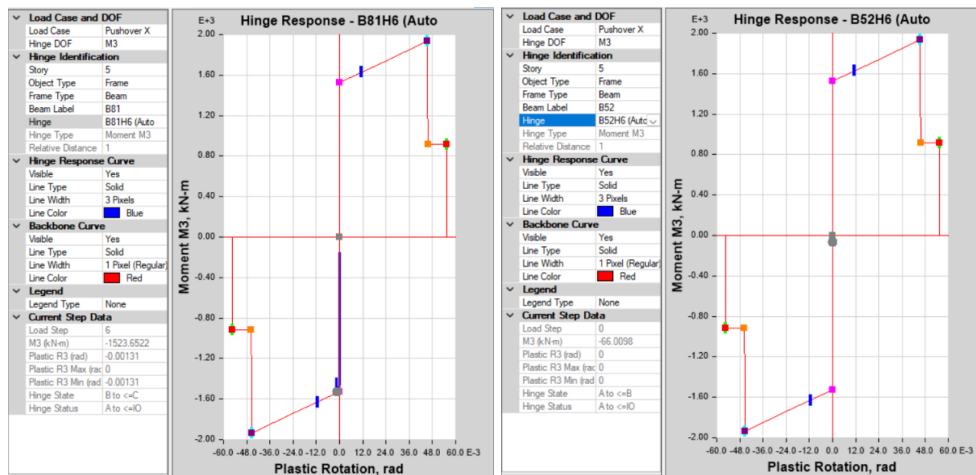 Load Case and DOF
Load Case Pushover X
Hinge DOF M3
Hinge Identification
Story 5
Object Type Frame
Frame Type Beam
Beam Label B81
Hinge B81H6 (Auto
Hinge Type Moment M3
Relative Distance 1
Hinge Response Curve
Visible Yes
Line Type Solid
Line Width 3 Pixels
Line Color Blue
Backbone Curve
Visible Yes
Line Type Solid
Line Width 1 Pixel (Regular)
Line Color Red
Legend
Legend Type None
Current Step Data
Load Step 6
M3 (kN-m) -1523.6522
Plastic R3 (rad) -0.00131
Plastic R3 Max (rad 0
Plastic R3 Min (rad -0.00131
Hinge State B to <=C
Hinge Status A to <=IO
Hinge Response - B81H6 (Auto
E+3
2.00
1.60
1.20
0.80
0.40
0.00
-0.40
-0.80
-1.20
-1.60
-2.00
Moment M3, kN-m
-60.0 -48.0 -36.0 -24.0 -12.0 0.0 12.0 24.0 36.0 48.0 60.0 E-3
Plastic Rotation, rad
Load Case and DOF
Load Case Pushover X
Hinge DOF M3
Hinge Identification
Story 5
Object Type Frame
Frame Type Beam
Beam Label B52
Hinge B52H6 (Auto
Hinge Type Moment M3
Relative Distance 1
Hinge Response Curve
Visible Yes
Line Type Solid
Line Width 3 Pixels
Line Color Blue
Backbone Curve
Visible Yes
Line Type Solid
Line Width 1 Pixel (Regular)
Line Color Red
Legend
Legend Type None
Current Step Data
Load Step 0
M3 (kN-m) -66.0098
Plastic R3 (rad) 0
Plastic R3 Max (rad 0
Plastic R3 Min (rad 0
Hinge State A to <=B
Hinge Status A to <=IO
Hinge Response - B52H6 (Auto
E+3
2.00
1.60
1.20
0.80
0.40
0.00
-0.40
-0.80
-1.20
-1.60
-2.00
Moment M3, kN-m
-60.0 -48.0 -36.0 -24.0 -12.0 0.0 12.0 24.0 36.0 48.0 60.0 E-3
Plastic Rotation, rad